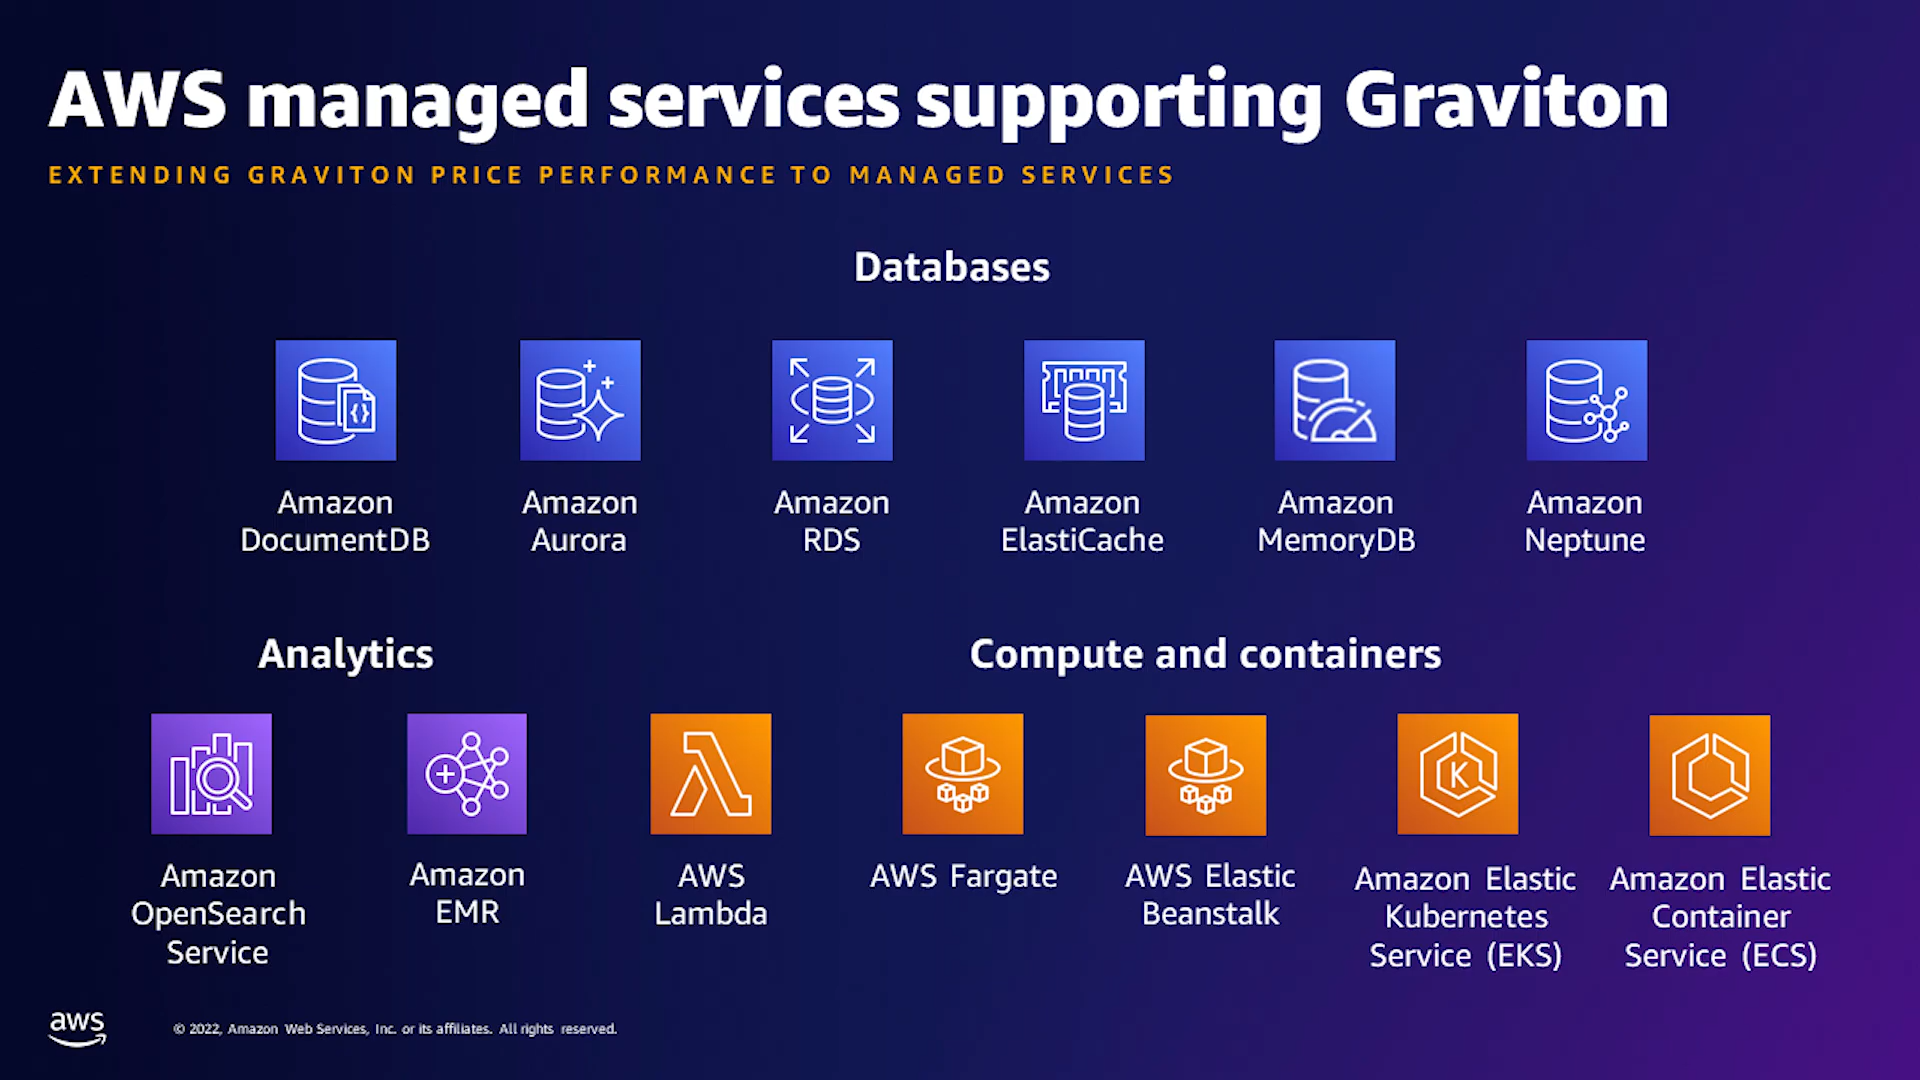 AWS managed services supporting Graviton
EXTENDING GRAVITON PRICE PERFORMANCE TO MANAGED SERVICES
Databases
Amazon
DocumentDB
Amazon
Aurora
Amazon
RDS
Amazon
ElastiCache
Amazon
MemoryDB
Amazon
Neptune
Analytics
Amazon
OpenSearch
Service
Amazon
EMR
Compute and containers
AWS
Lambda
AWS Fargate
AWS Elastic
Beanstalk
K
Amazon Elastic
Kubernetes
Service (EKS)
Amazon Elastic
Container
Service (ECS)
aws
© 2022, Amazon Web Services, Inc. or its affiliates. All rights reserved.